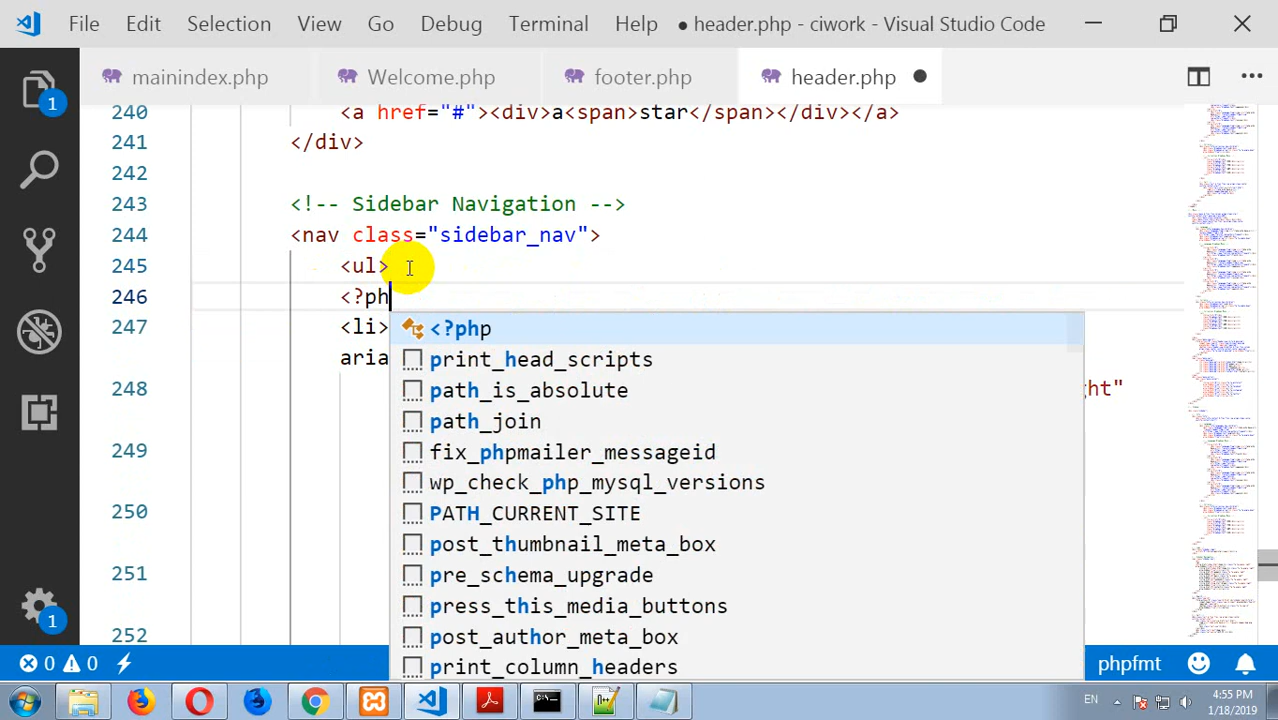 File Edit Selection View Go Debug Terminal Help ● header.php - ciwork - Visual Studio Code
mainindex.php Welcome.php footer.php header.php
240 <a href="#"><div>a<span>star</span></div></a>
241 </div>
242
243 <!-- Sidebar Navigation -->
244 <nav class="sidebar_nav">
245 <ul>
246 <?ph
247 <li>
aria
248 ght"
249
250
251
252
<?php
print_head_scripts
path_is_absolute
path_join
fix_phpmailer_messageid
wp_check_php_mysql_versions
PATH_CURRENT_SITE
post_thumbnail_meta_box
pre_schema_upgrade
press_this_media_buttons
post_author_meta_box
print_column_headers
1
1
0 0 phpfmt
EN 4:55 PM
1/18/2019